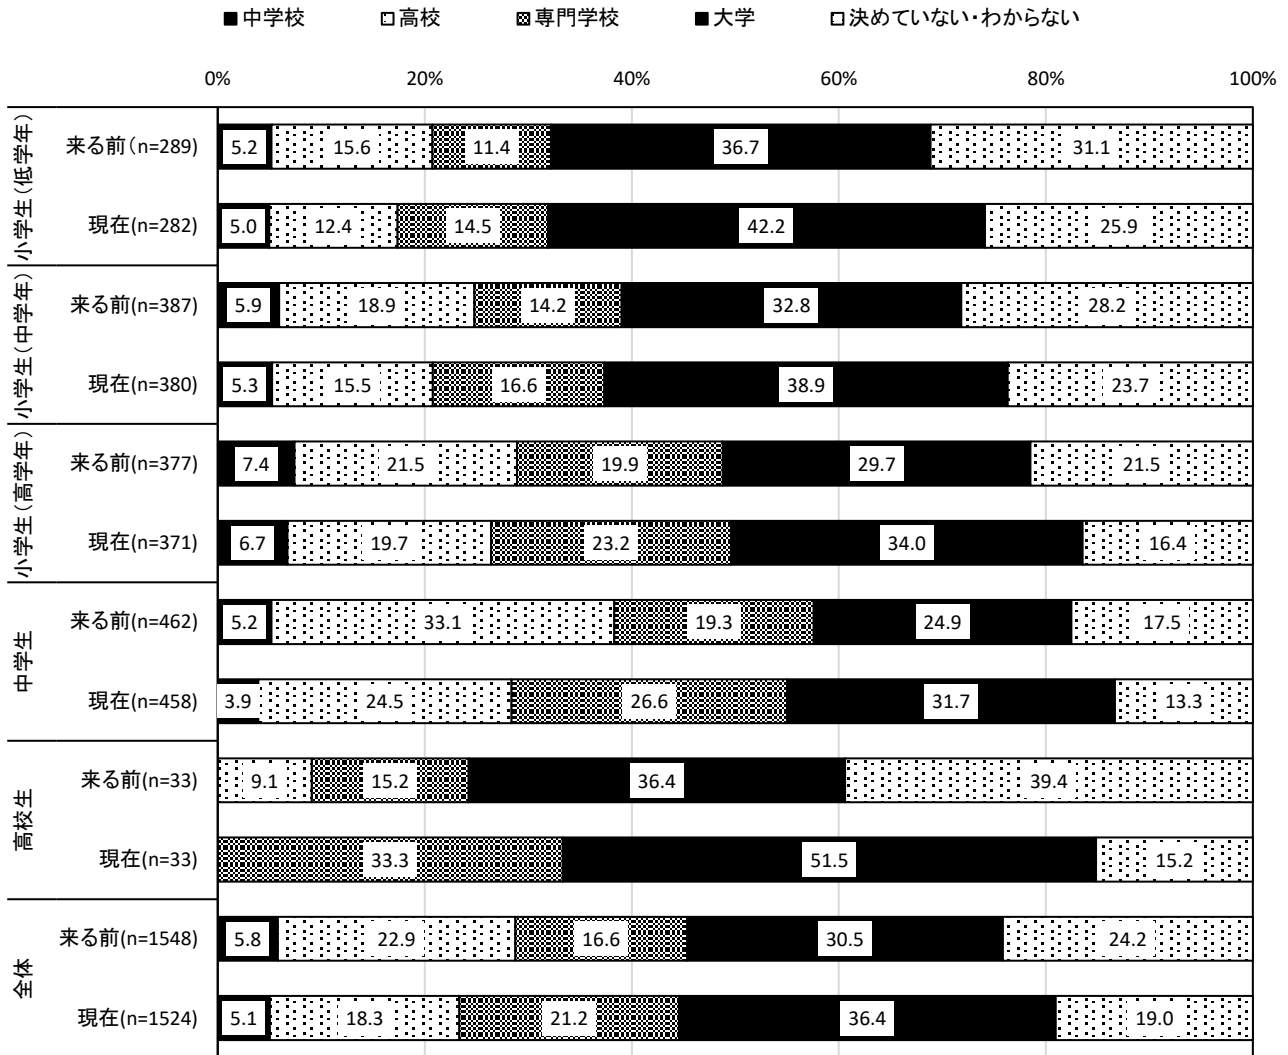 ■中学校 高校 専門学校 ■大学 決めていない・わからない
0% 20% 40% 60% 80% 100%
小学生(低学年)
来る前(n=289) 5.2 15.6 11.4 36.7 31.1
現在(n=282) 5.0 12.4 14.5 42.2 25.9
小学生(中学年)
来る前(n=387) 5.9 18.9 14.2 32.8 28.2
現在(n=380) 5.3 15.5 16.6 38.9 23.7
小学生(高学年)
来る前(n=377) 7.4 21.5 19.9 29.7 21.5
現在(n=371) 6.7 19.7 23.2 34.0 16.4
中学生
来る前(n=462) 5.2 33.1 19.3 24.9 17.5
現在(n=458) 3.9 24.5 26.6 31.7 13.3
高校生
来る前(n=33) 9.1 15.2 36.4 39.4
現在(n=33) 33.3 51.5 15.2
全体
来る前(n=1548) 5.8 22.9 16.6 30.5 24.2
現在(n=1524) 5.1 18.3 21.2 36.4 19.0